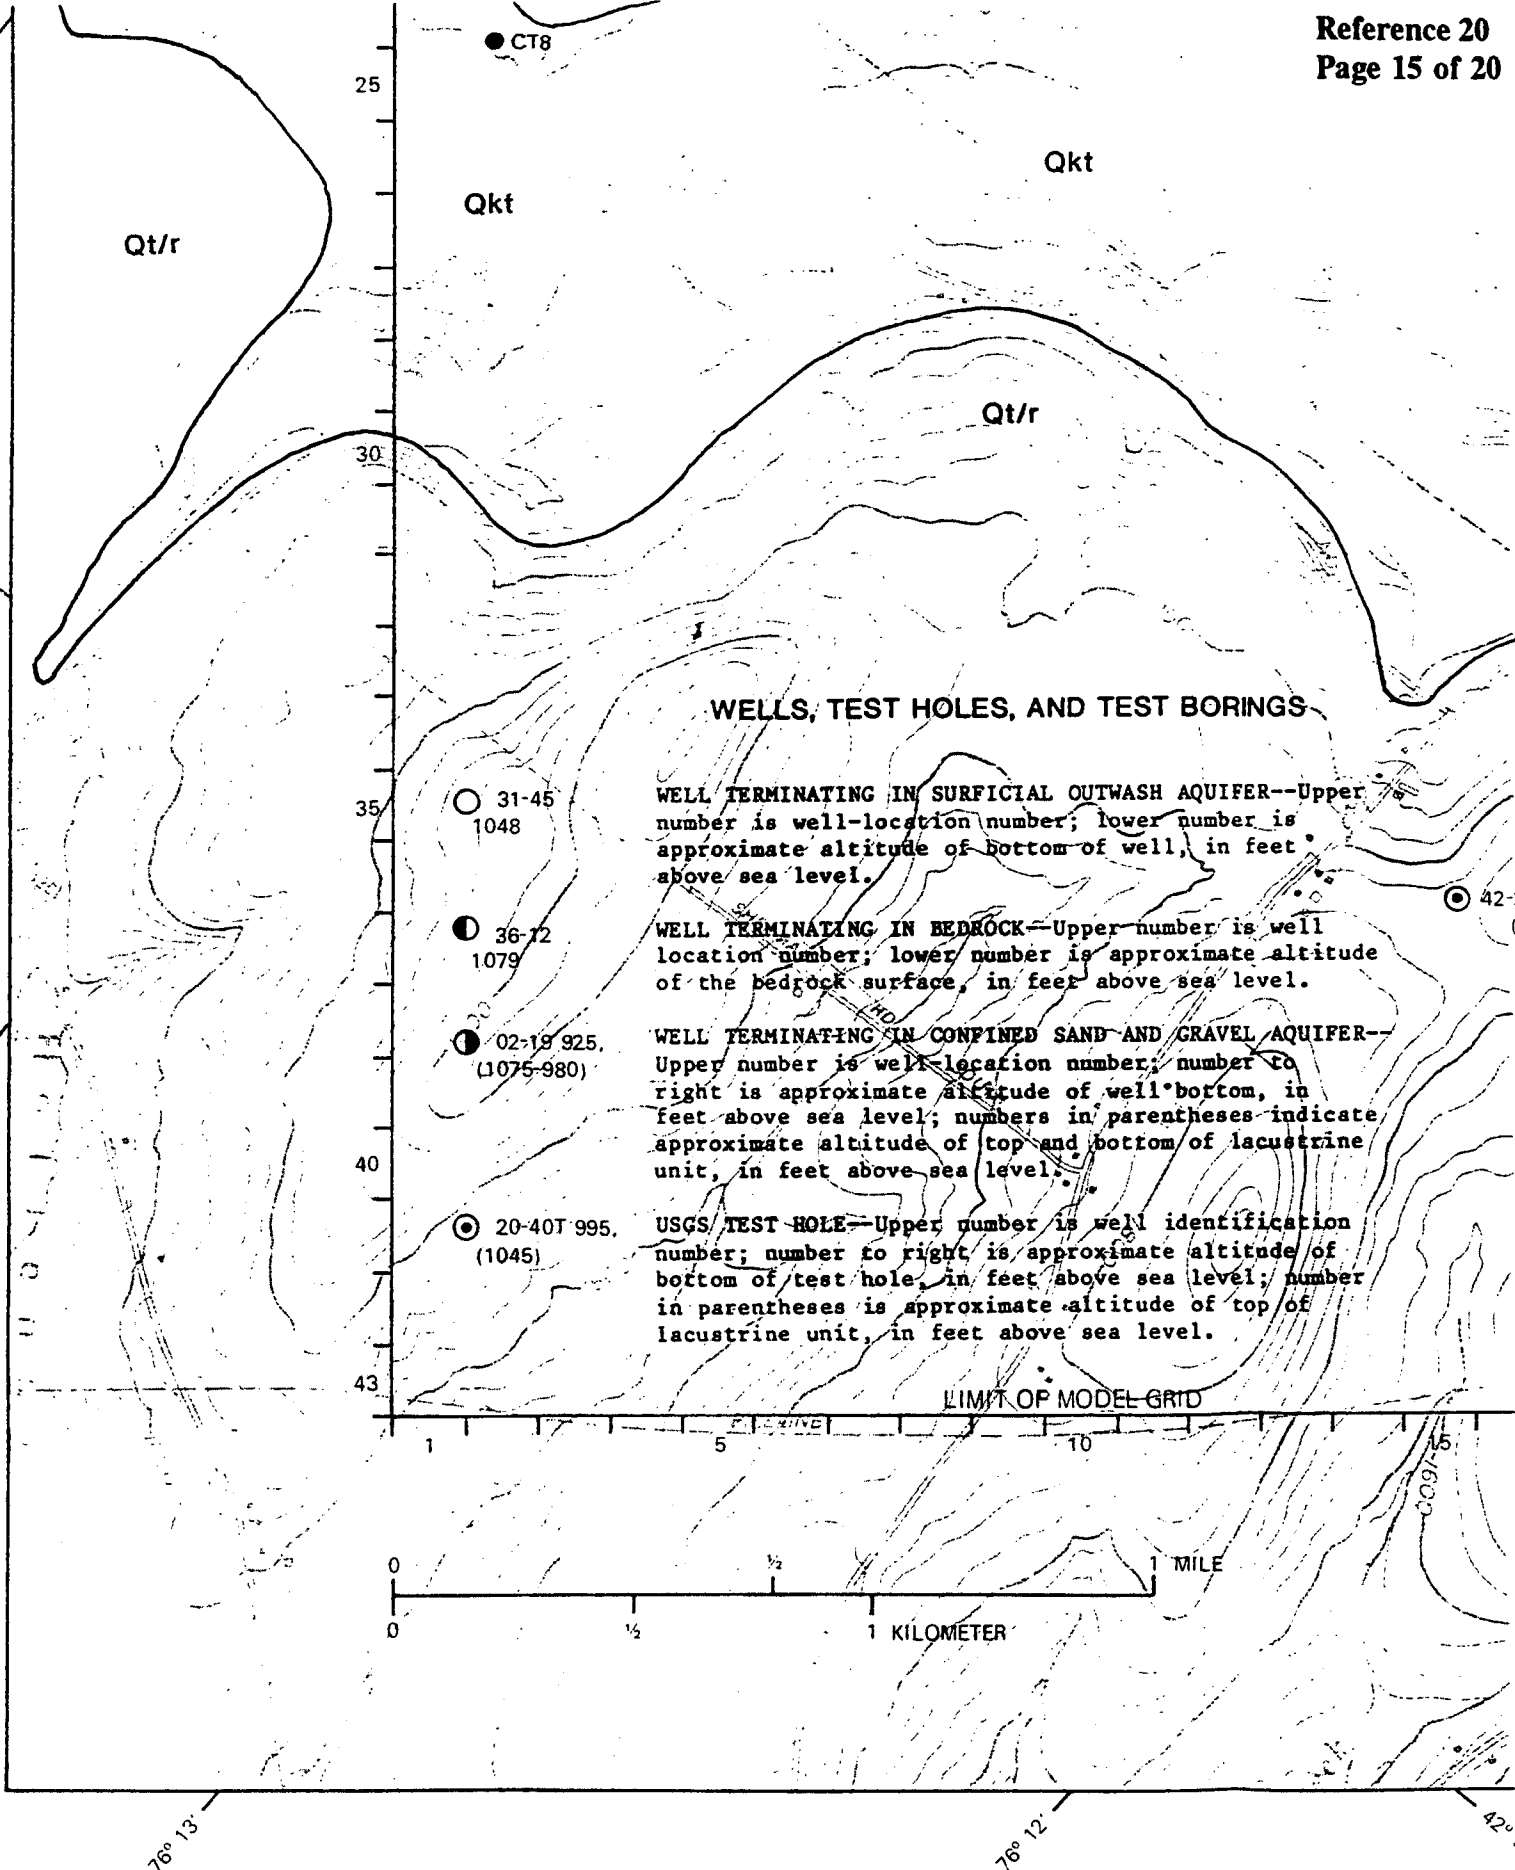 Reference 20
Page 15 of 20
CT8
25
Qkt
Qkt
Qt/r
Qt/r
30
WELLS, TEST HOLES, AND TEST BORINGS
35
31-45
1048
WELL TERMINATING IN SURFICIAL OUTWASH AQUIFER--Upper
number is well-location number; lower number is
approximate altitude of bottom of well, in feet
above sea level.
42-
36-12
1079
WELL TERMINATING IN BEDROCK--Upper number is well
location number; lower number is approximate altitude
of the bedrock surface, in feet above sea level.
02-19 925,
(1075-980)
WELL TERMINATING IN CONFINED SAND AND GRAVEL AQUIFER--
Upper number is well-location number; number to
right is approximate altitude of well bottom, in
feet above sea level; numbers in parentheses indicate
approximate altitude of top and bottom of lacustrine
unit, in feet above sea level.
40
20-40T 995,
(1045)
USGS TEST HOLE--Upper number is well identification
number; number to right is approximate altitude of
bottom of test hole, in feet above sea level; number
in parentheses is approximate altitude of top of
lacustrine unit, in feet above sea level.
43
LIMIT OF MODEL GRID
1 5 10 15
1600
0 ½ 1 MILE
0 ½ 1 KILOMETER
76° 13'
76° 12'
42°